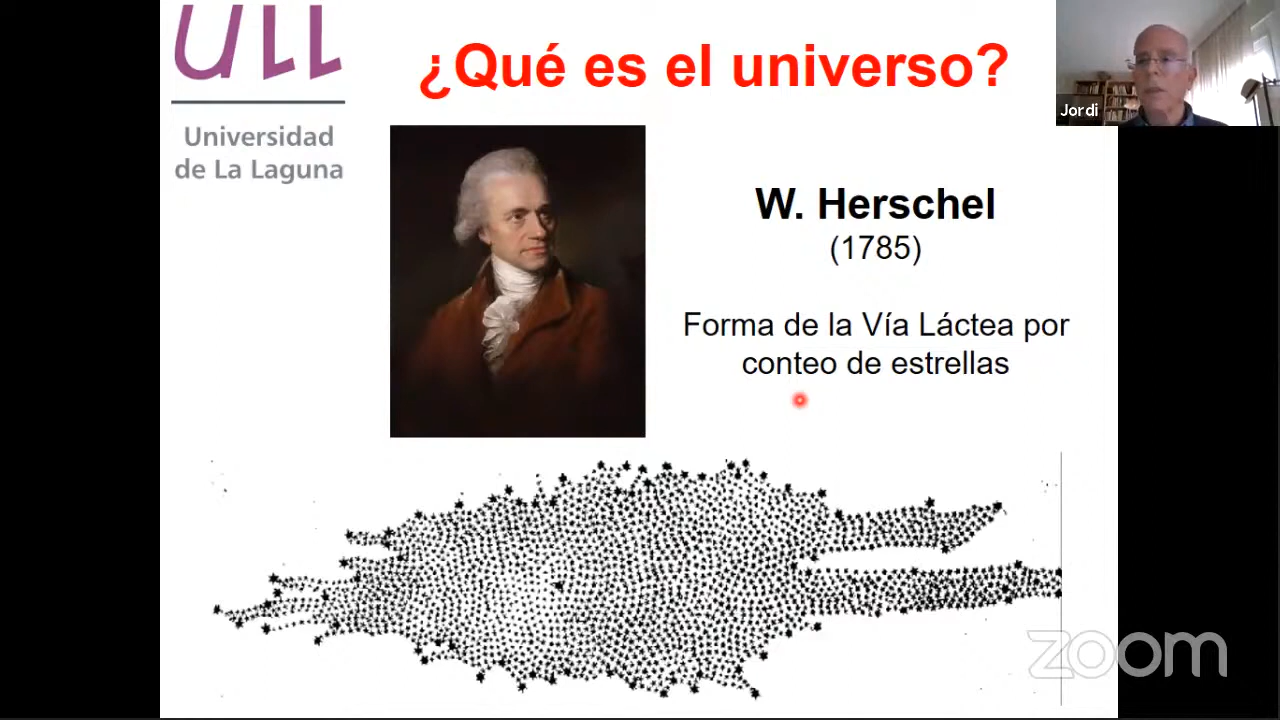 ULL
Universidad
de La Laguna
¿Qué es el universo?
Jordi
W. Herschel
(1785)
Forma de la Vía Láctea por
conteo de estrellas
zoom